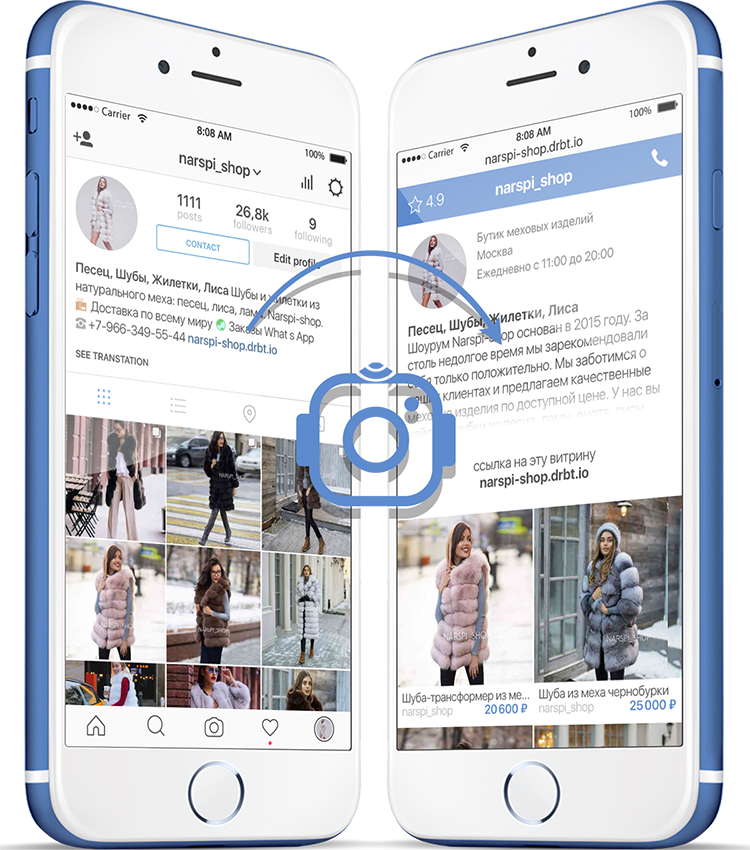 Carrier
8:08 AM
100%
narspi_shop
1111
posts
26,8k
followers
9
following
CONTACT
Edit profile
Песец, Шубы, Жилетки, Лиса Шубы и жилетки из
натурального меха: песец, лиса, лама. Narspi-shop.
Доставка по всему миру Заказы What s App
+7-966-349-55-44 narspi-shop.drbt.io
SEE TRANSTATION
NARSPI_SHOP
NARSPI_SHOP
Carrier
8:08 AM
100%
narspi-shop.drbt.io
4.9
narspi_shop
Бутик меховых изделий
Москва
Ежедневно с 11:00 до 20:00
Песец, Шубы, Жилетки, Лиса
Шоурум Narspi-shop основан в 2015 году. За
столь недолгое время мы зарекомендовали
себя только положительно. Мы заботимся о
наших клиентах и предлагаем качественные
меховые изделия по доступной цене. У нас вы
ссылка на эту витрину
narspi-shop.drbt.io
NARSPI_SHOP
NARSPI_SHOP
Шуба-трансформер из ме...
narspi_shop 20 600 ₽
Шуба из меха чернобурки
narspi_shop 25 000 ₽